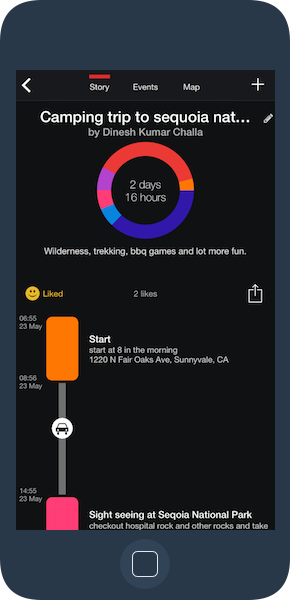 Story Events Map
Camping trip to sequoia nat...
by Dinesh Kumar Challa
2 days
16 hours
Wilderness, trekking, bbq games and lot more fun.
Liked 2 likes
06:55
23 May
Start
start at 8 in the morning
1220 N Fair Oaks Ave, Sunnyvale, CA
08:56
23 May
14:55
23 May
Sight seeing at Seqoia National Park
checkout hospital rock and other rocks and take